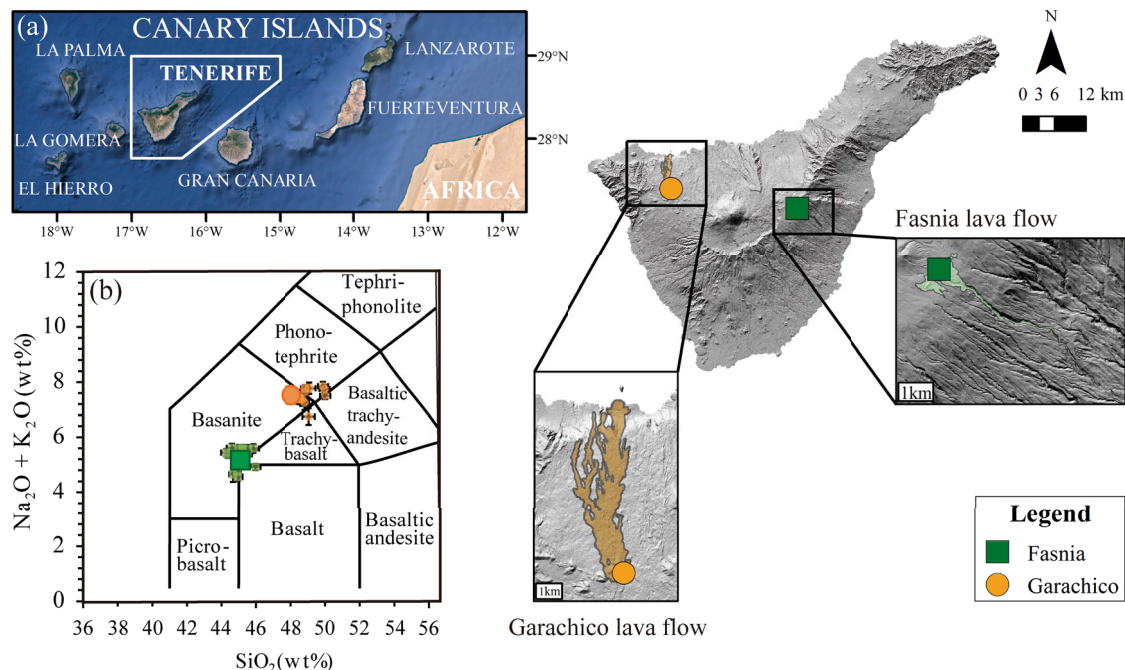 (a)
CANARY ISLANDS
LA PALMA
LANZAROTE
TENERIFE
FUERTEVENTURA
LA GOMERA
EL HIERRO
GRAN CANARIA
AFRICA
29°N
28°N
18°W
17°W
16°W
15°W
14°W
13°W
12°W
N
0 3 6 12 km
Fasnia lava flow
1km
1km
Garachico lava flow
Legend
Fasnia
Garachico
(b)
Na₂O + K₂O (wt%)
12
10
8
6
4
2
0
Tephri-
phonolite
Phono-
tephrite
Basanite
Basaltic
trachy-
andesite
Trachy-
basalt
Basalt
Basaltic
andesite
Picro-
basalt
36 38 40 42 44 46 48 50 52 54 56
SiO₂(wt%)